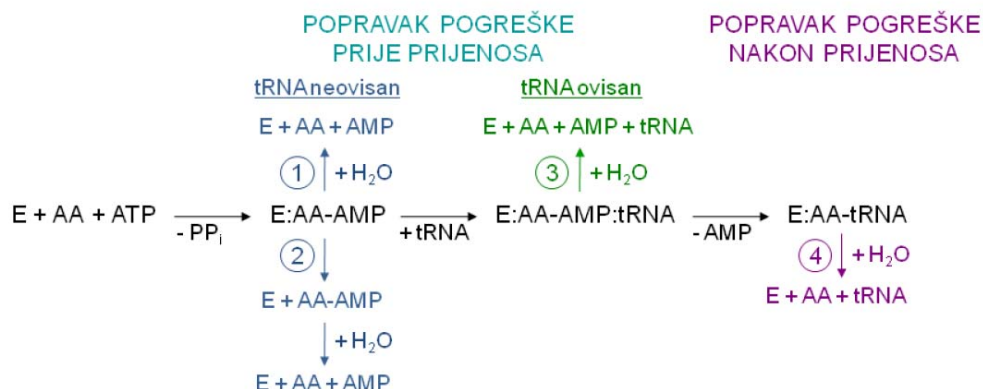 POPRAVAK POGREŠKE
PRIJE PRIJENOSA
POPRAVAK POGREŠKE
NAKON PRIJENOSA
tRNA neovisan
tRNA ovisan
E + AA + AMP
E + AA + AMP + tRNA
1 + H₂O
3 + H₂O
E + AA + ATP - PPᵢ E:AA-AMP + tRNA E:AA-AMP:tRNA - AMP E:AA-tRNA
2
4 + H₂O
E + AA-AMP
E + AA + tRNA
+ H₂O
E + AA + AMP